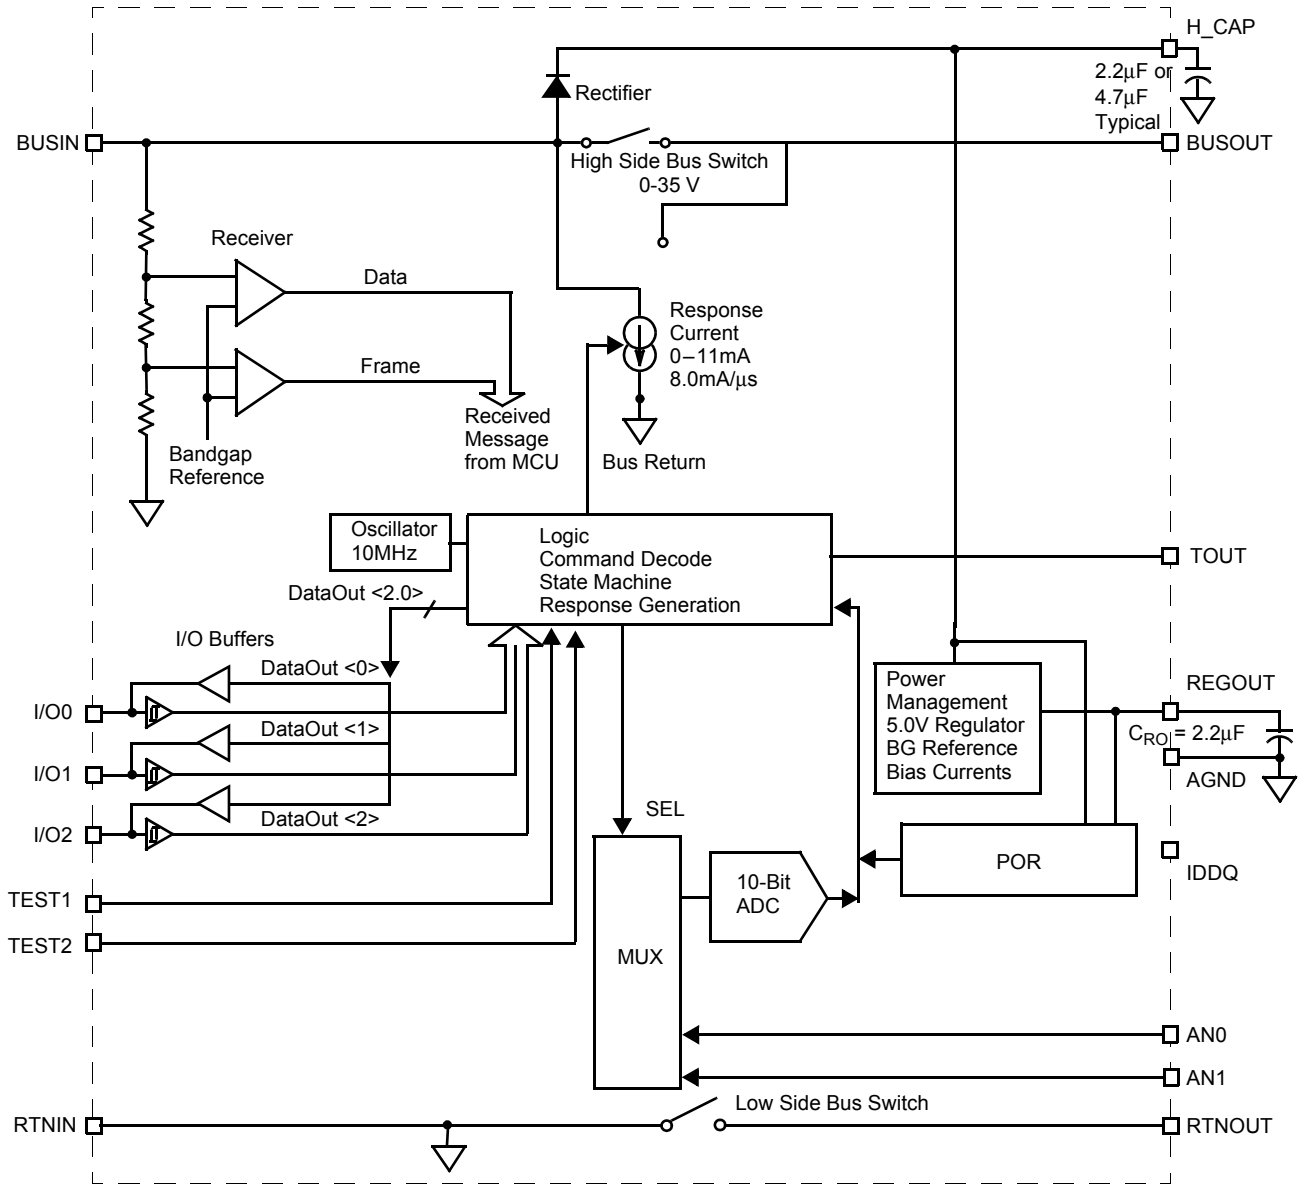 H_CAP
2.2μF or
4.7μF
Typical
Rectifier
BUSIN
BUSOUT
High Side Bus Switch
0-35 V
Receiver
Data
Response
Current
0–11mA
8.0mA/μs
Frame
Received
Message
from MCU
Bandgap
Reference
Bus Return
Oscillator
10MHz
Logic
Command Decode
State Machine
Response Generation
TOUT
DataOut <2.0>
I/O Buffers
DataOut <0>
I/O0
DataOut <1>
I/O1
DataOut <2>
I/O2
Power
Management
5.0V Regulator
BG Reference
Bias Currents
REGOUT
CRO = 2.2μF
AGND
SEL
POR
IDDQ
10-Bit
ADC
TEST1
TEST2
MUX
AN0
AN1
Low Side Bus Switch
RTNIN
RTNOUT